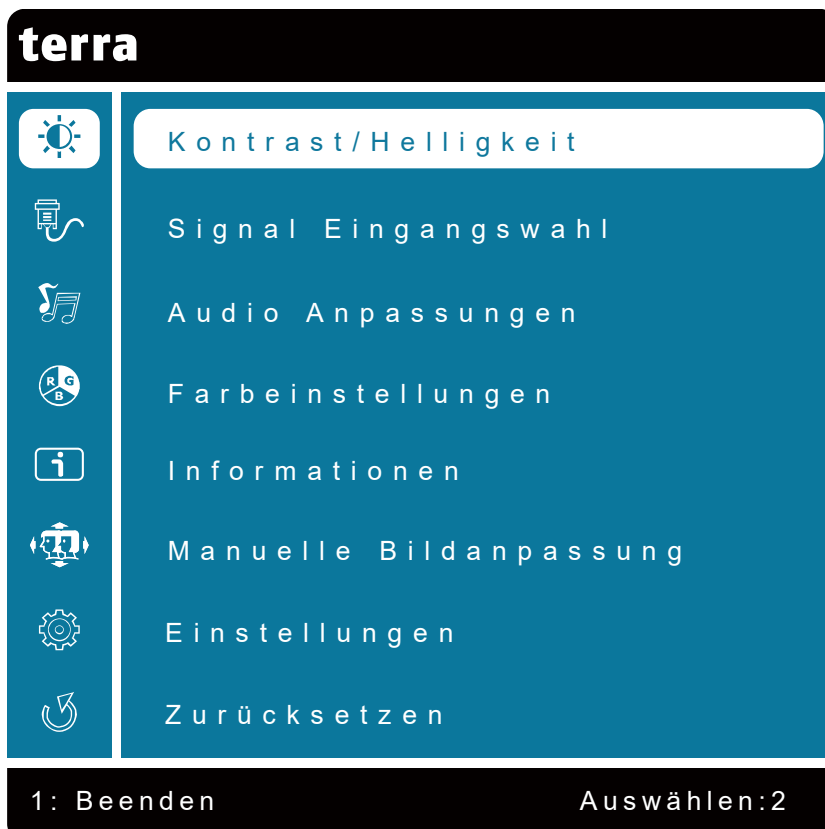 terra
Kontrast/Helligkeit
Signal Eingangswahl
Audio Anpassungen
R G
B
Farbeinstellungen
i
Informationen
Manuelle Bildanpassung
Einstellungen
Zurücksetzen
1: Beenden Auswählen:2